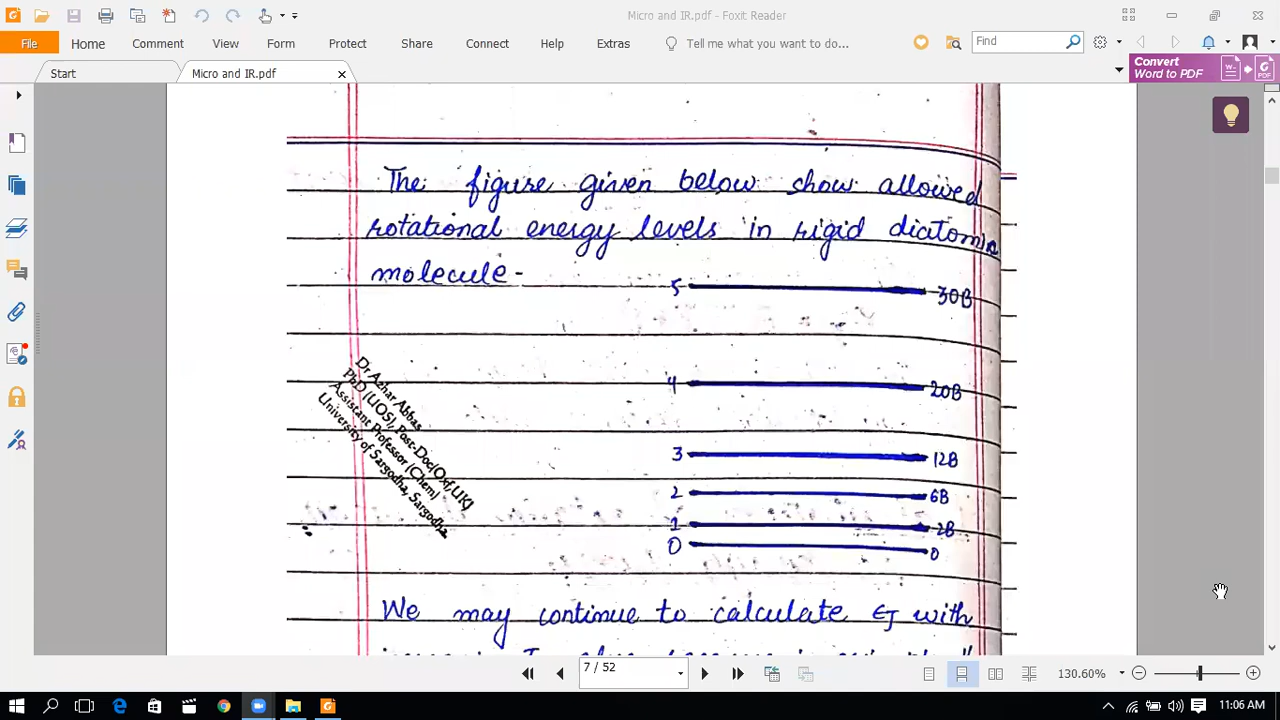 Micro and IR.pdf - Foxit Reader
File Home Comment View Form Protect Share Connect Help Extras Tell me what you want to do... Find
Start Micro and IR.pdf
Convert
Word to PDF
PDF
The figure given below show allowed
rotational energy levels in rigid diatomic
molecule-
5 30B
4 20B
3 12B
2 6B
1 2B
0 0
Dr Azhar Abbas
PhD (UOS), Post-Doc(Oxf,UK)
Assistant Professor (Chem)
University of Sargodha, Sargodha.
We may continue to calculate ∈J with
7 / 52
130.60%
11:06 AM